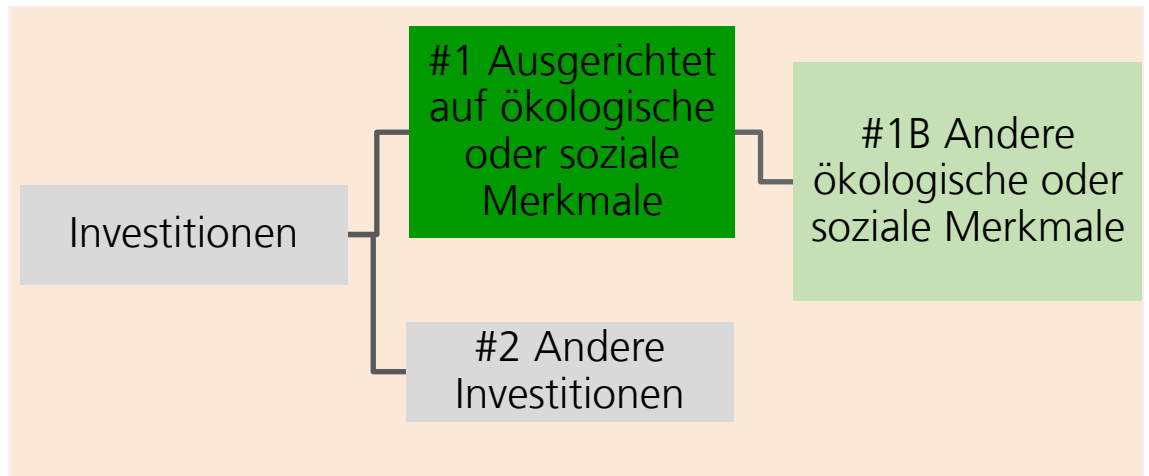 Investitionen
#1 Ausgerichtet
auf ökologische
oder soziale
Merkmale
#1B Andere
ökologische oder
soziale Merkmale
#2 Andere
Investitionen